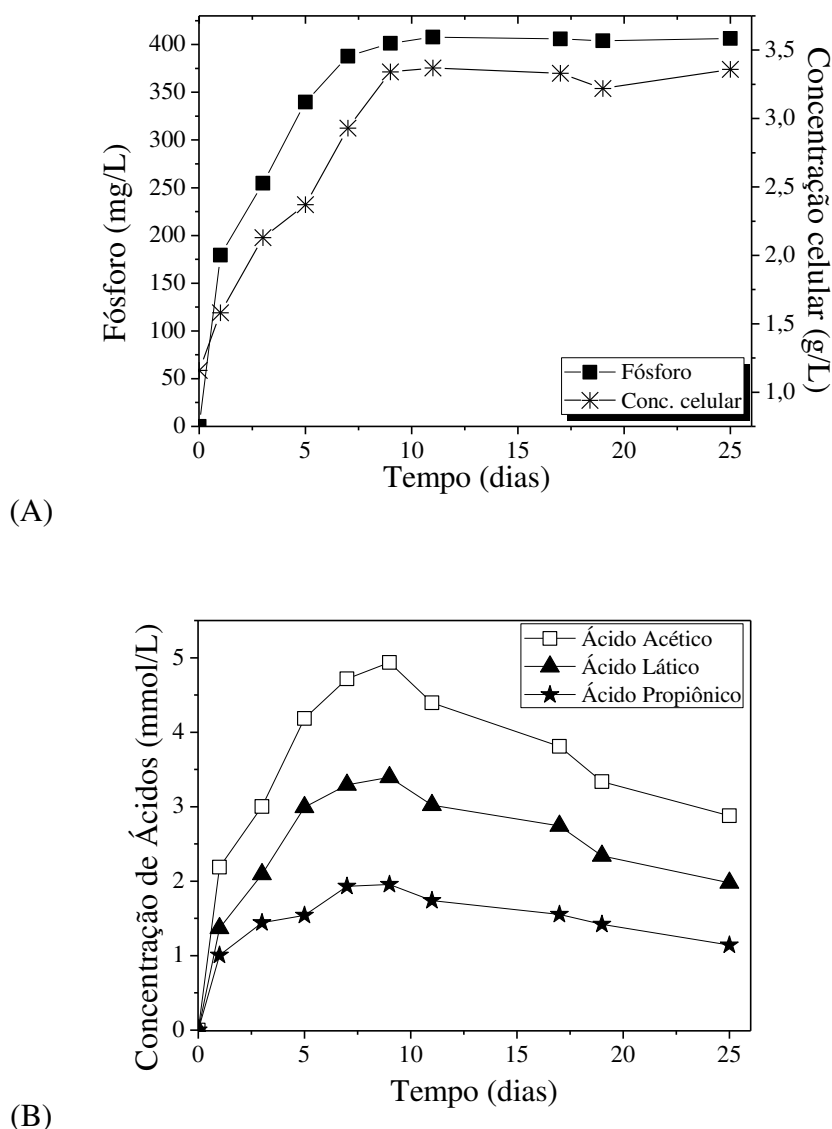 400
350
300
250
200
150
100
50
0
Fósforo (mg/L)
3,5
3,0
2,5
2,0
1,5
1,0
Concentração celular (g/L)
Fósforo
Conc. celular
0 5 10 15 20 25
Tempo (dias)
(A)
5
4
3
2
1
0
Concentração de Ácidos (mmol/L)
Ácido Acético
Ácido Lático
Ácido Propiônico
0 5 10 15 20 25
Tempo (dias)
(B)